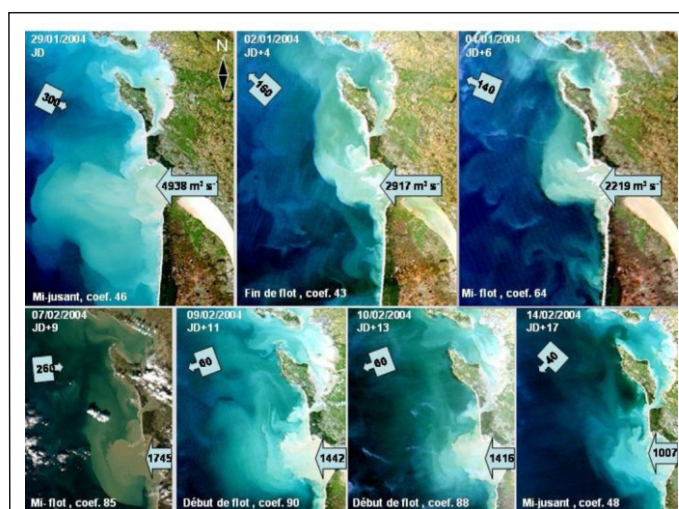 29/01/2004
JD
N
300
4938 m³ s⁻
Mi-jusant, coef. 46
02/01/2004
JD+4
160
2917 m³ s⁻
Fin de flot , coef. 43
04/01/2004
JD+6
140
2219 m³ s⁻
Mi- flot , coef. 64
07/02/2004
JD+9
260
1745
Mi- flot , coef. 85
09/02/2004
JD+11
60
1442
Début de flot , coef. 90
10/02/2004
JD+13
60
1416
Début de flot , coef. 88
14/02/2004
JD+17
40
1007
Mi-jusant, coef. 48